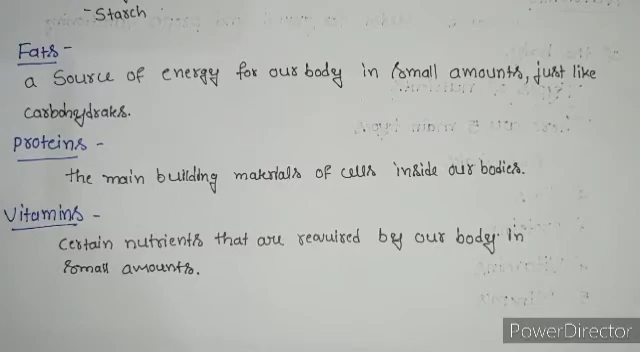 - Starch
Fats -
a Source of energy for our body in small amounts, just like
carbohydrates.
Proteins -
the main building materials of cells inside our bodies.
Vitamins -
Certain nutrients that are required by our body in
small amounts.
PowerDirector